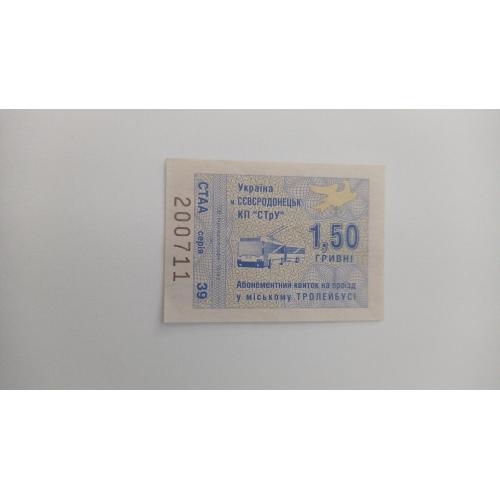 Україна
м. СЄВЄРОДОНЕЦЬК
КП "СТрУ"
1,50
ГРИВНІ
Абонементний квиток на проїзд
у міському ТРОЛЕЙБУСІ
СТАА серія 39
200711